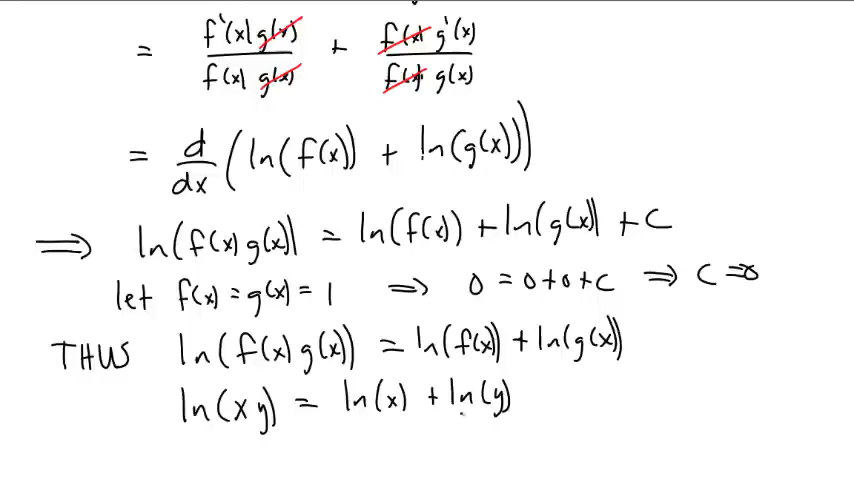 = f'(x) g(x) / f(x) g(x) + f(x) g'(x) / f(x) g(x)
= d/dx (ln(f(x)) + ln(g(x)))
⟹ ln(f(x) g(x)) = ln(f(x)) + ln(g(x)) + C
let f(x) = g(x) = 1 ⟹ 0 = 0 + 0 + C ⟹ C = 0
THUS ln(f(x) g(x)) = ln(f(x)) + ln(g(x))
ln(xy) = ln(x) + ln(y)